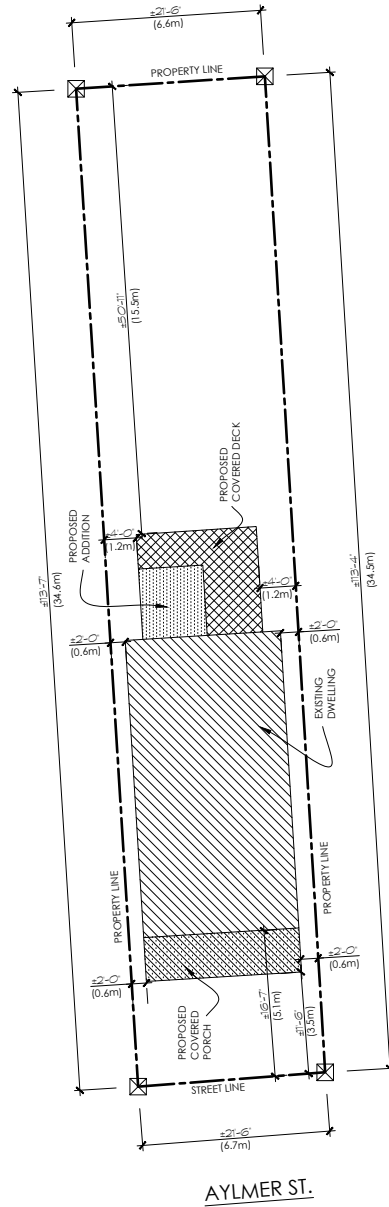 ±21'-6"
(6.6m)
PROPERTY LINE
±50'-11"
(15.5m)
±113'-7"
(34.6m)
±113'-4"
(34.5m)
PROPOSED
COVERED DECK
PROPOSED
ADDITION
±4'-0"
(1.2m)
±4'-0"
(1.2m)
±2'-0"
(0.6m)
±2'-0"
(0.6m)
EXISTING
DWELLING
PROPERTY LINE
PROPERTY LINE
±2'-0"
(0.6m)
±2'-0"
(0.6m)
PROPOSED
COVERED
PORCH
±16'-7"
(5.1m)
±11'-6"
(3.5m)
STREET LINE
±21'-6"
(6.7m)
AYLMER ST.